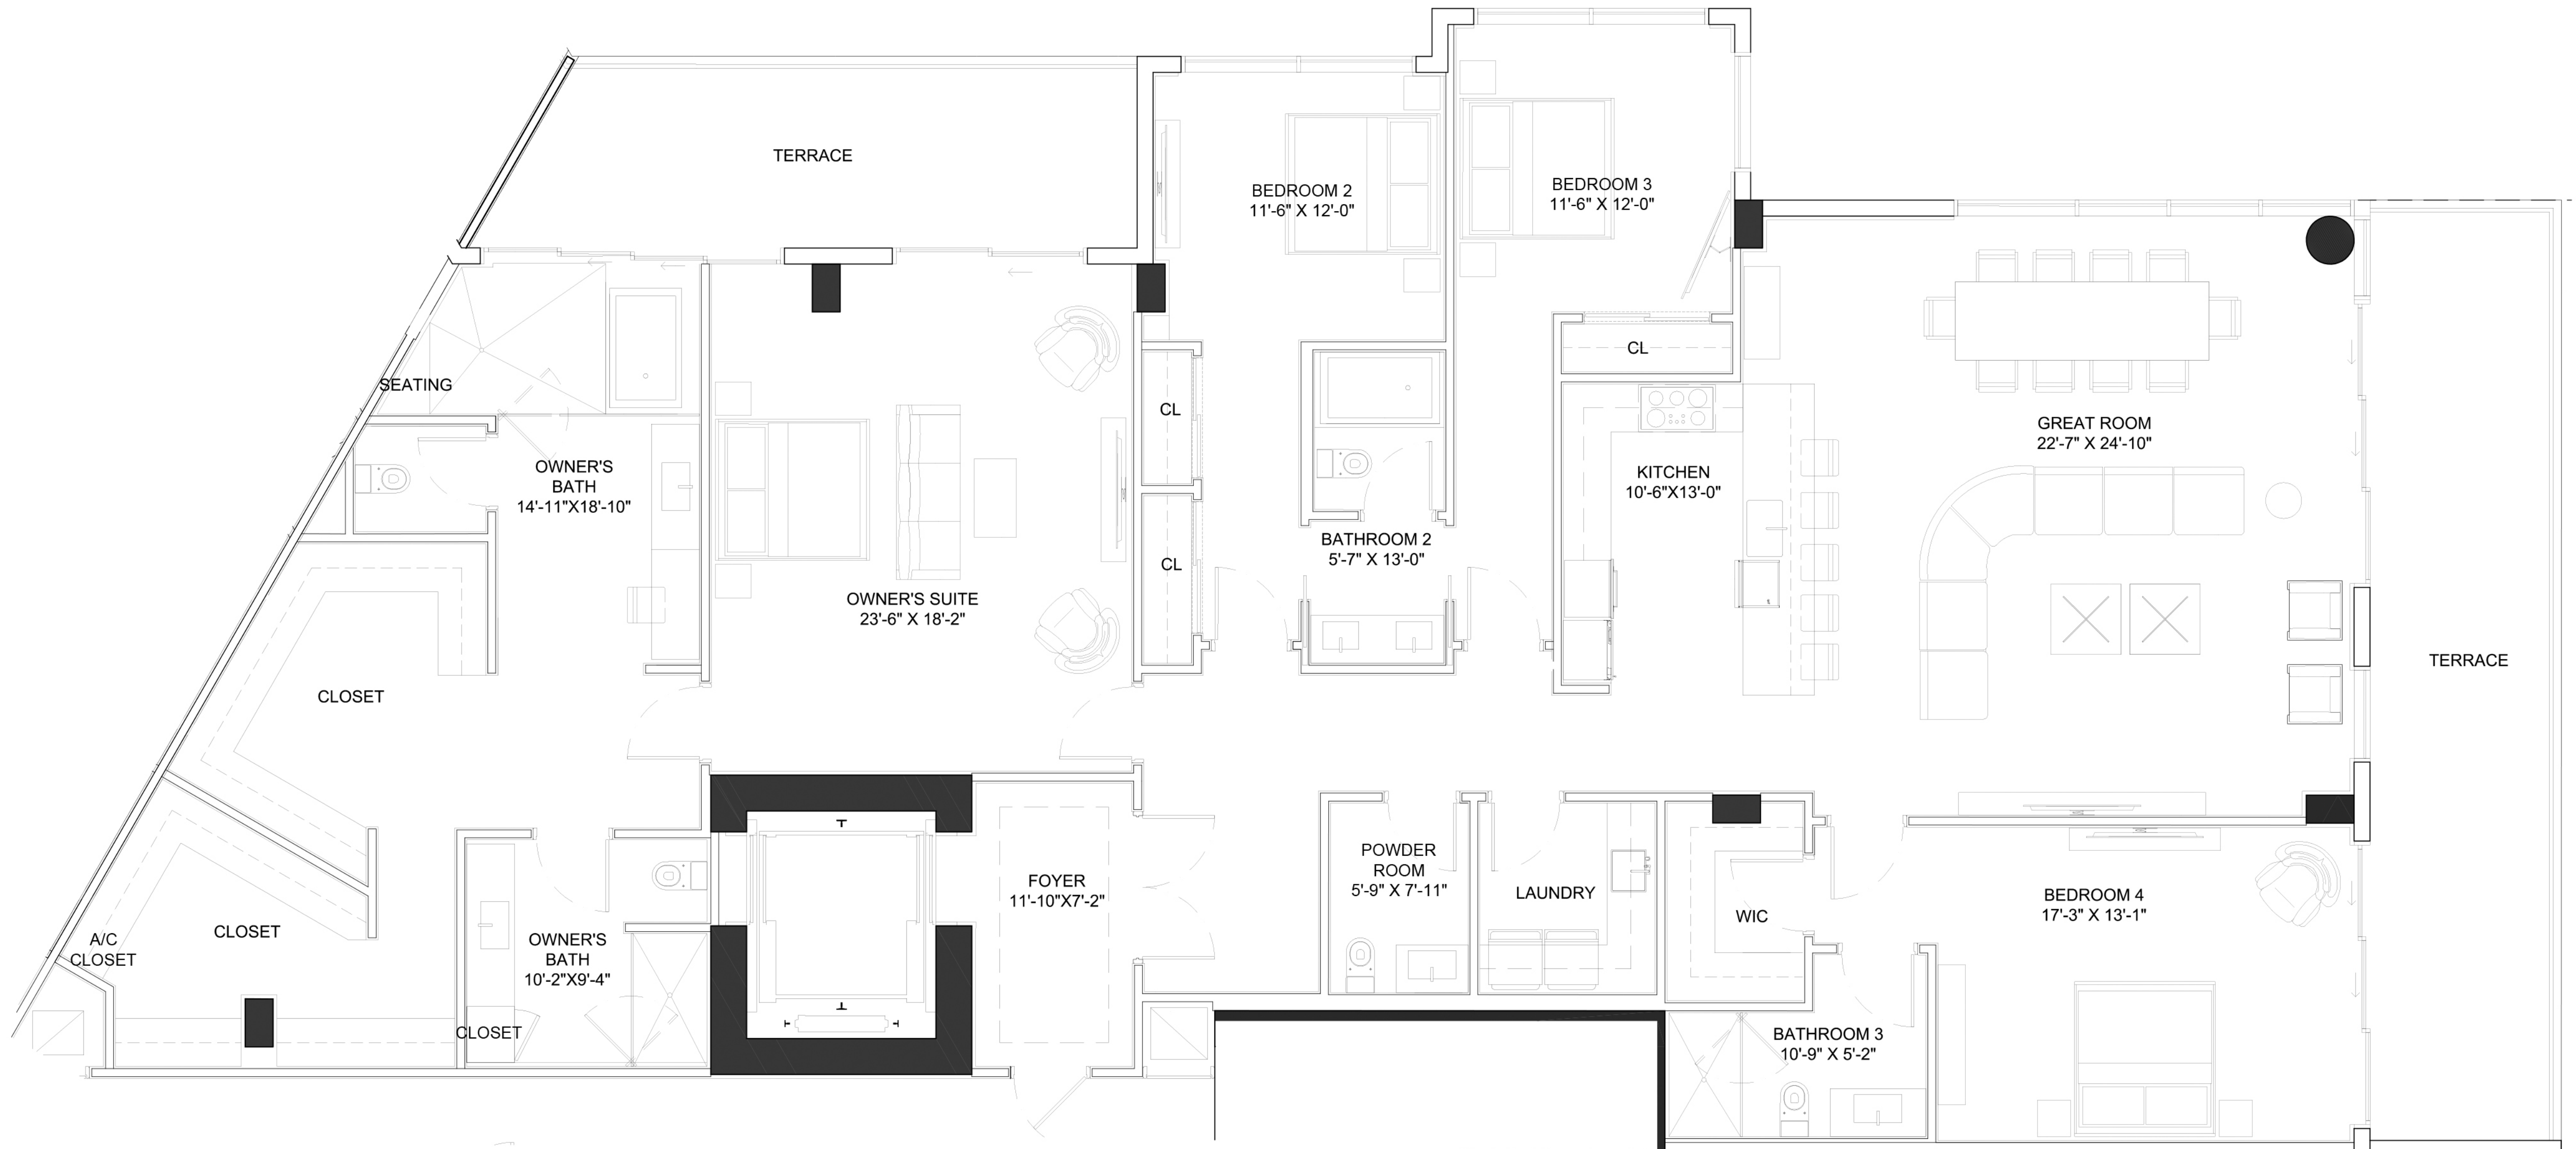 TERRACE
BEDROOM 2
11'-6" X 12'-0"
BEDROOM 3
11'-6" X 12'-0"
CL
SEATING
CL
GREAT ROOM
22'-7" X 24'-10"
OWNER'S
BATH
14'-11"X18'-10"
KITCHEN
10'-6"X13'-0"
BATHROOM 2
5'-7" X 13'-0"
CL
OWNER'S SUITE
23'-6" X 18'-2"
TERRACE
CLOSET
POWDER
ROOM
5'-9" X 7'-11"
FOYER
11'-10"X7'-2"
LAUNDRY
WIC
BEDROOM 4
17'-3" X 13'-1"
CLOSET
A/C
CLOSET
OWNER'S
BATH
10'-2"X9'-4"
CLOSET
BATHROOM 3
10'-9" X 5'-2"